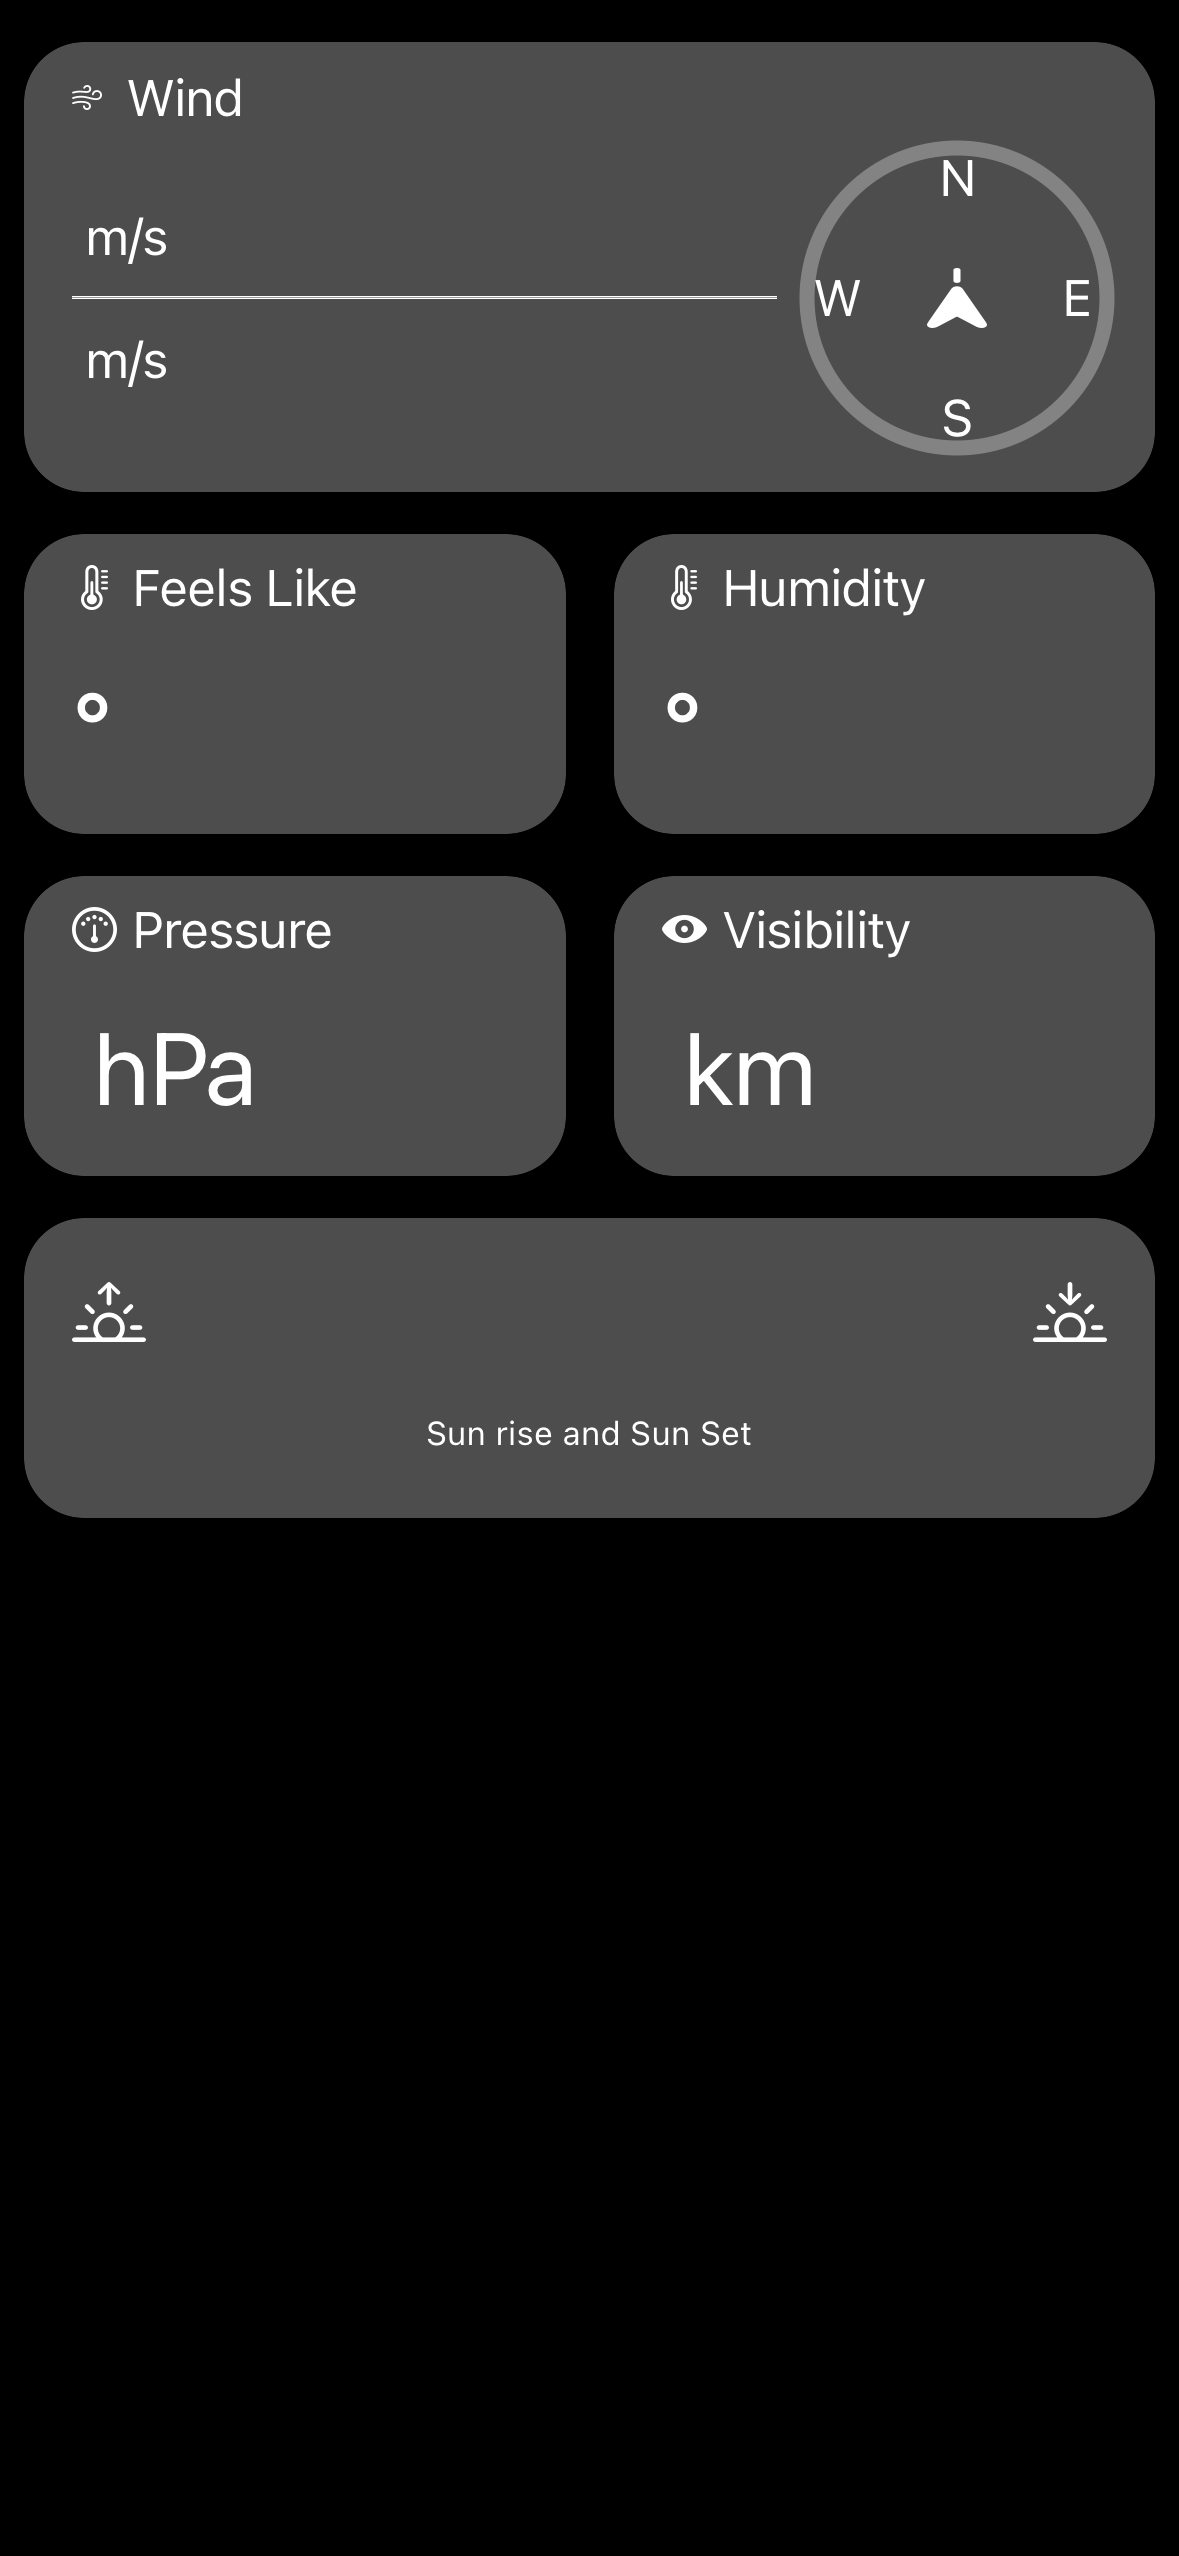 Wind
m/s
m/s
N
W E
S
Feels Like
Humidity
°
°
Pressure
Visibility
hPa
km
Sun rise and Sun Set